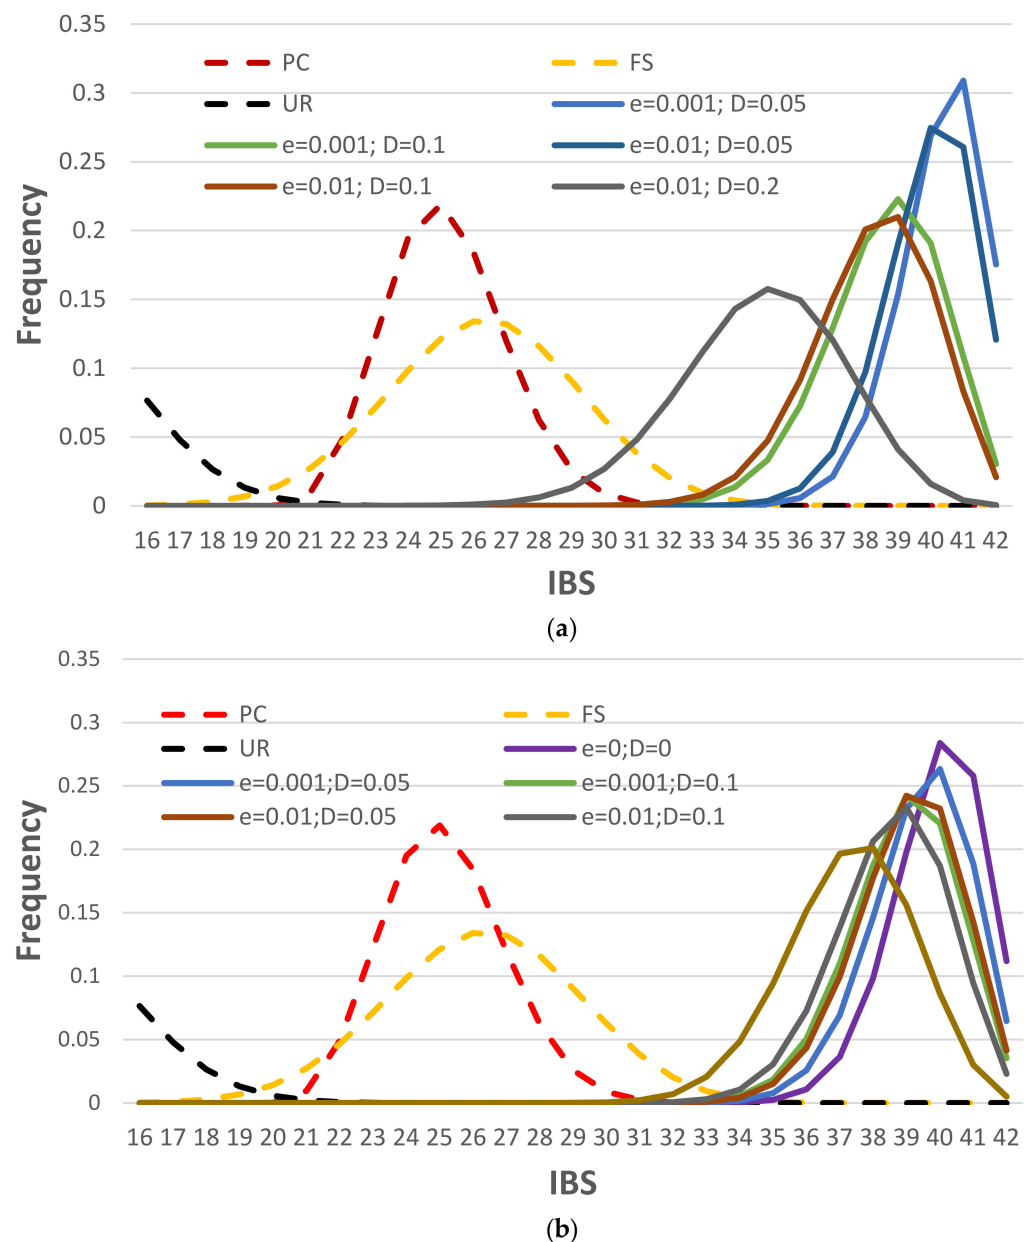 0.35
0.3
0.25
0.2
0.15
0.1
0.05
0
Frequency
PC
FS
UR
e=0.001; D=0.05
e=0.001; D=0.1
e=0.01; D=0.05
e=0.01; D=0.1
e=0.01; D=0.2
16 17 18 19 20 21 22 23 24 25 26 27 28 29 30 31 32 33 34 35 36 37 38 39 40 41 42
IBS
(a)
0.35
0.3
0.25
0.2
0.15
0.1
0.05
0
Frequency
PC
FS
UR
e=0;D=0
e=0.001;D=0.05
e=0.001;D=0.1
e=0.01;D=0.05
e=0.01;D=0.1
16 17 18 19 20 21 22 23 24 25 26 27 28 29 30 31 32 33 34 35 36 37 38 39 40 41 42
IBS
(b)